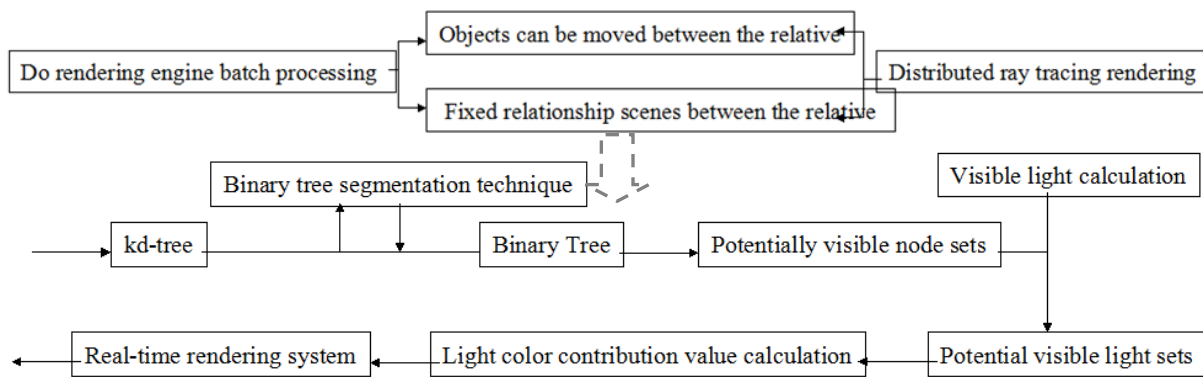 Objects can be moved between the relative
Do rendering engine batch processing
Distributed ray tracing rendering
Fixed relationship scenes between the relative
Binary tree segmentation technique
Visible light calculation
kd-tree
Binary Tree
Potentially visible node sets
Real-time rendering system
Light color contribution value calculation
Potential visible light sets